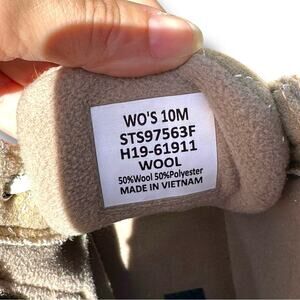 WO'S 10M
STS97563F
H19-61911
WOOL
50%Wool 50%Polyester
MADE IN VIETNAM